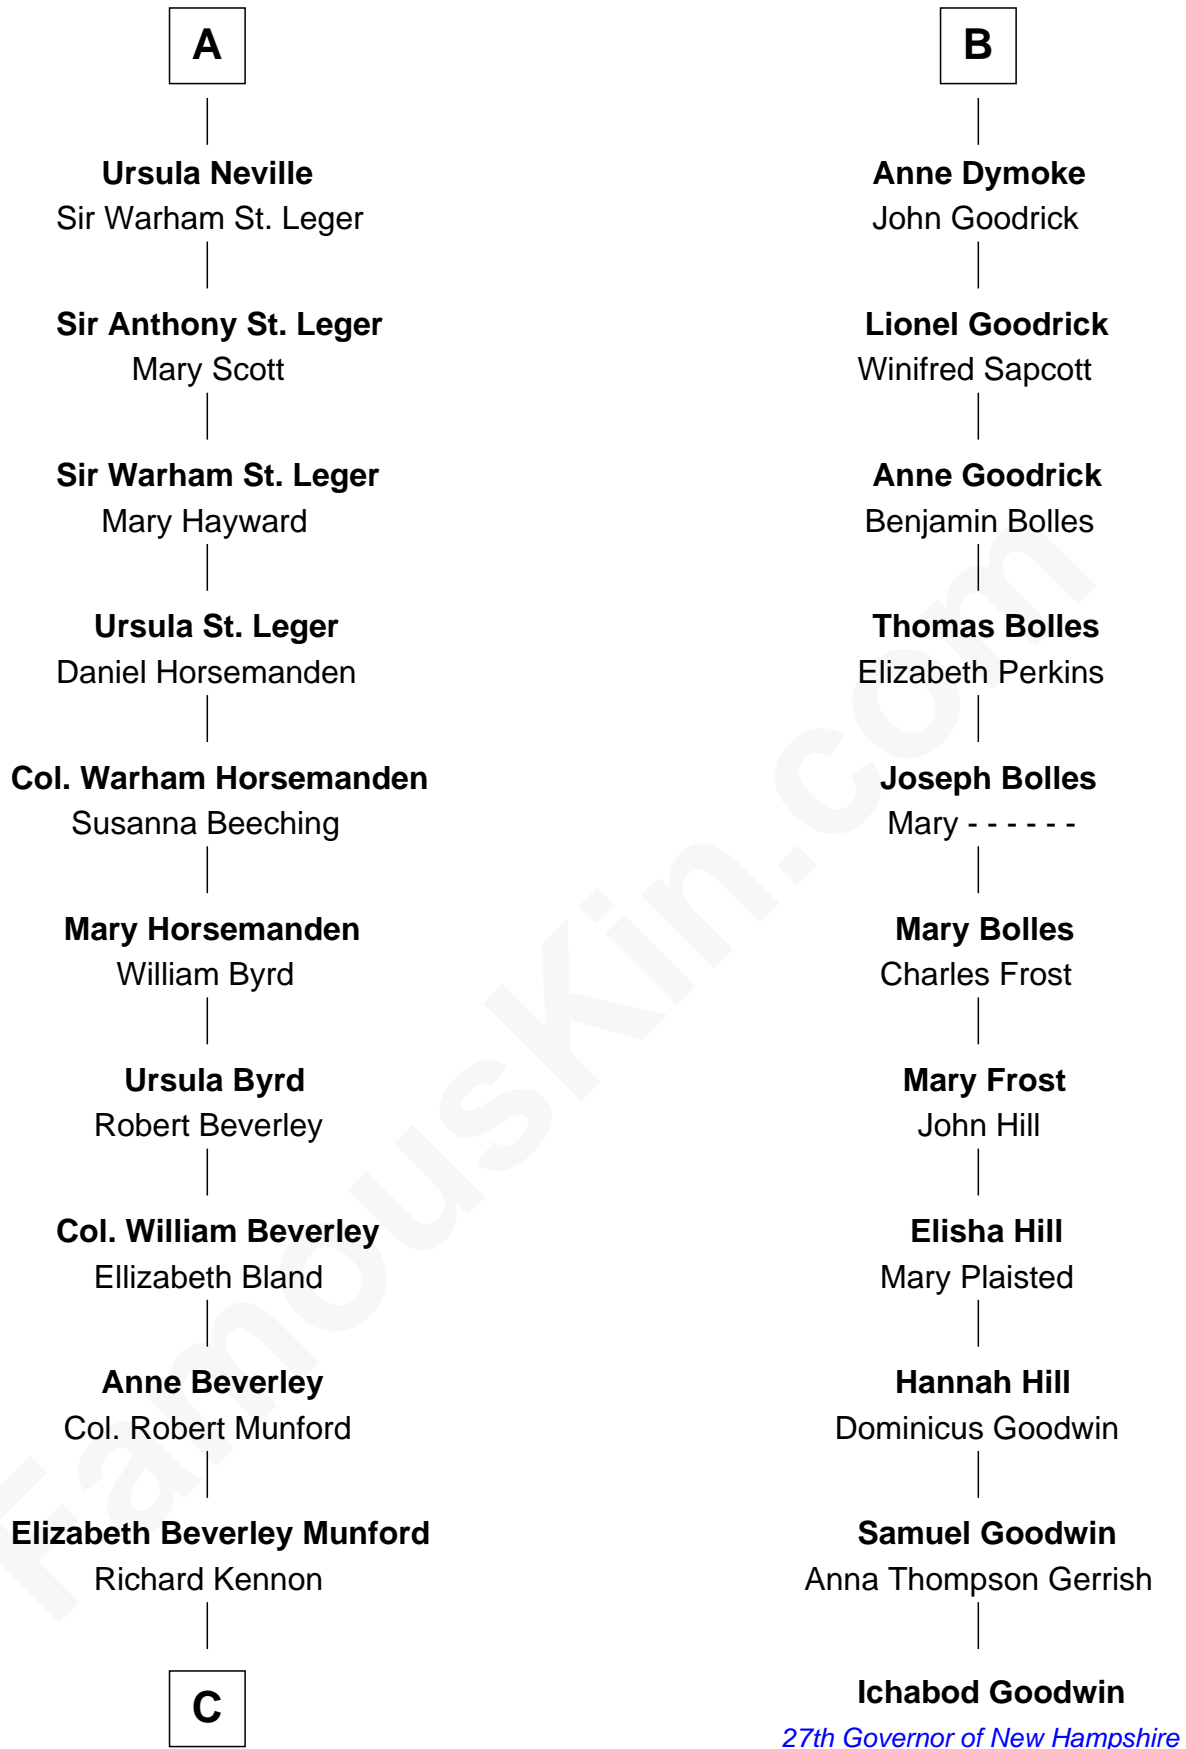 A
Ursula Neville
Sir Warham St. Leger
Sir Anthony St. Leger
Mary Scott
Sir Warham St. Leger
Mary Hayward
Ursula St. Leger
Daniel Horsemanden
Col. Warham Horsemanden
Susanna Beeching
Mary Horsemanden
William Byrd
Ursula Byrd
Robert Beverley
Col. William Beverley
Ellizabeth Bland
Anne Beverley
Col. Robert Munford
Elizabeth Beverley Munford
Richard Kennon
C
B
Anne Dymoke
John Goodrick
Lionel Goodrick
Winifred Sapcott
Anne Goodrick
Benjamin Bolles
Thomas Bolles
Elizabeth Perkins
Joseph Bolles
Mary - - - - - -
Mary Bolles
Charles Frost
Mary Frost
John Hill
Elisha Hill
Mary Plaisted
Hannah Hill
Dominicus Goodwin
Samuel Goodwin
Anna Thompson Gerrish
Ichabod Goodwin
27th Governor of New Hampshire
FamousKin.com